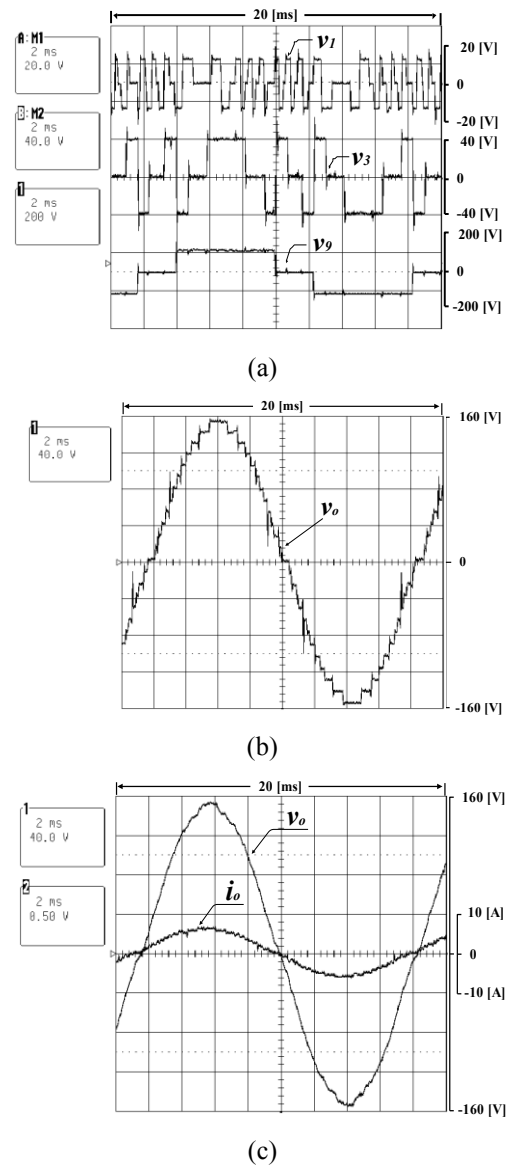 20 [ms]
A: M1
2 ms
20.0 V
v1
20 [V]
0
-20 [V]
B: M2
2 ms
40.0 V
v3
40 [V]
0
-40 [V]
1
2 ms
200 V
v9
200 [V]
0
-200 [V]
(a)
20 [ms]
1
2 ms
40.0 V
vo
160 [V]
0
-160 [V]
(b)
20 [ms]
1
2 ms
40.0 V
vo
160 [V]
2
2 ms
0.50 V
io
10 [A]
0
-10 [A]
-160 [V]
(c)